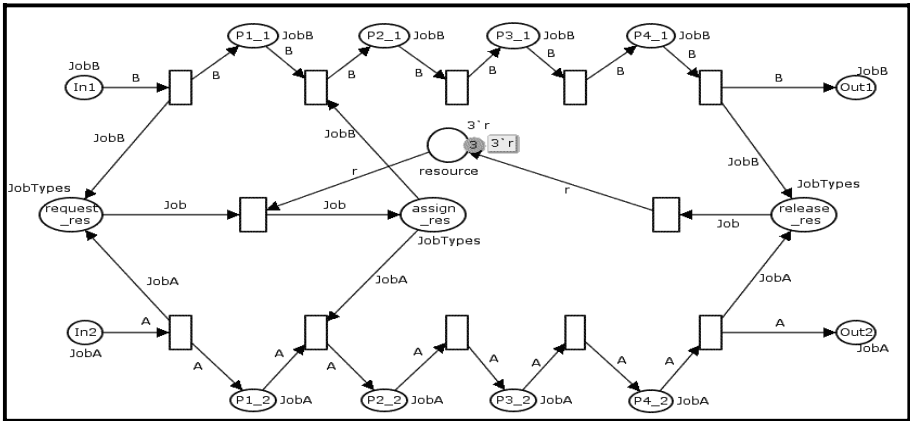 P1_1 JobB P2_1 JobB P3_1 JobB P4_1 JobB
B B B B
JobB JobB
In1 B B B B B B Out1
JobB JobB 3`r
3 3`r
resource
JobB
r r
JobTypes JobTypes
request
_res
Job Job
assign
_res
JobTypes
Job
release
_res
JobA JobA JobA
In2 A A Out2
JobA JobA
A A A A A A A A
P1_2 JobA P2_2 JobA P3_2 JobA P4_2 JobA